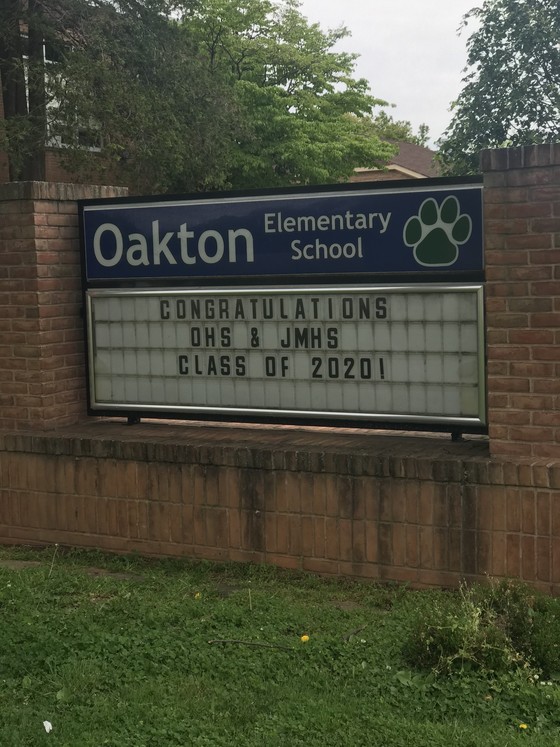 Oakton Elementary School
CONGRATULATIONS
OHS & JMHS
CLASS OF 2020!